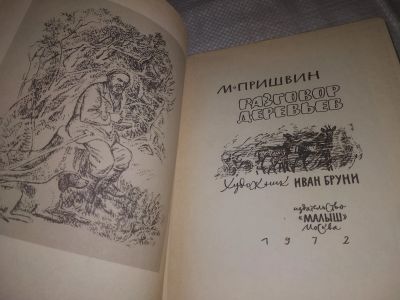 М•ПРИШВИН
РАЗГОВОР
ДЕРЕВЬЕВ
Художник ИВАН БРУНИ
издательство
«МАЛЫШ»
Москва
1972